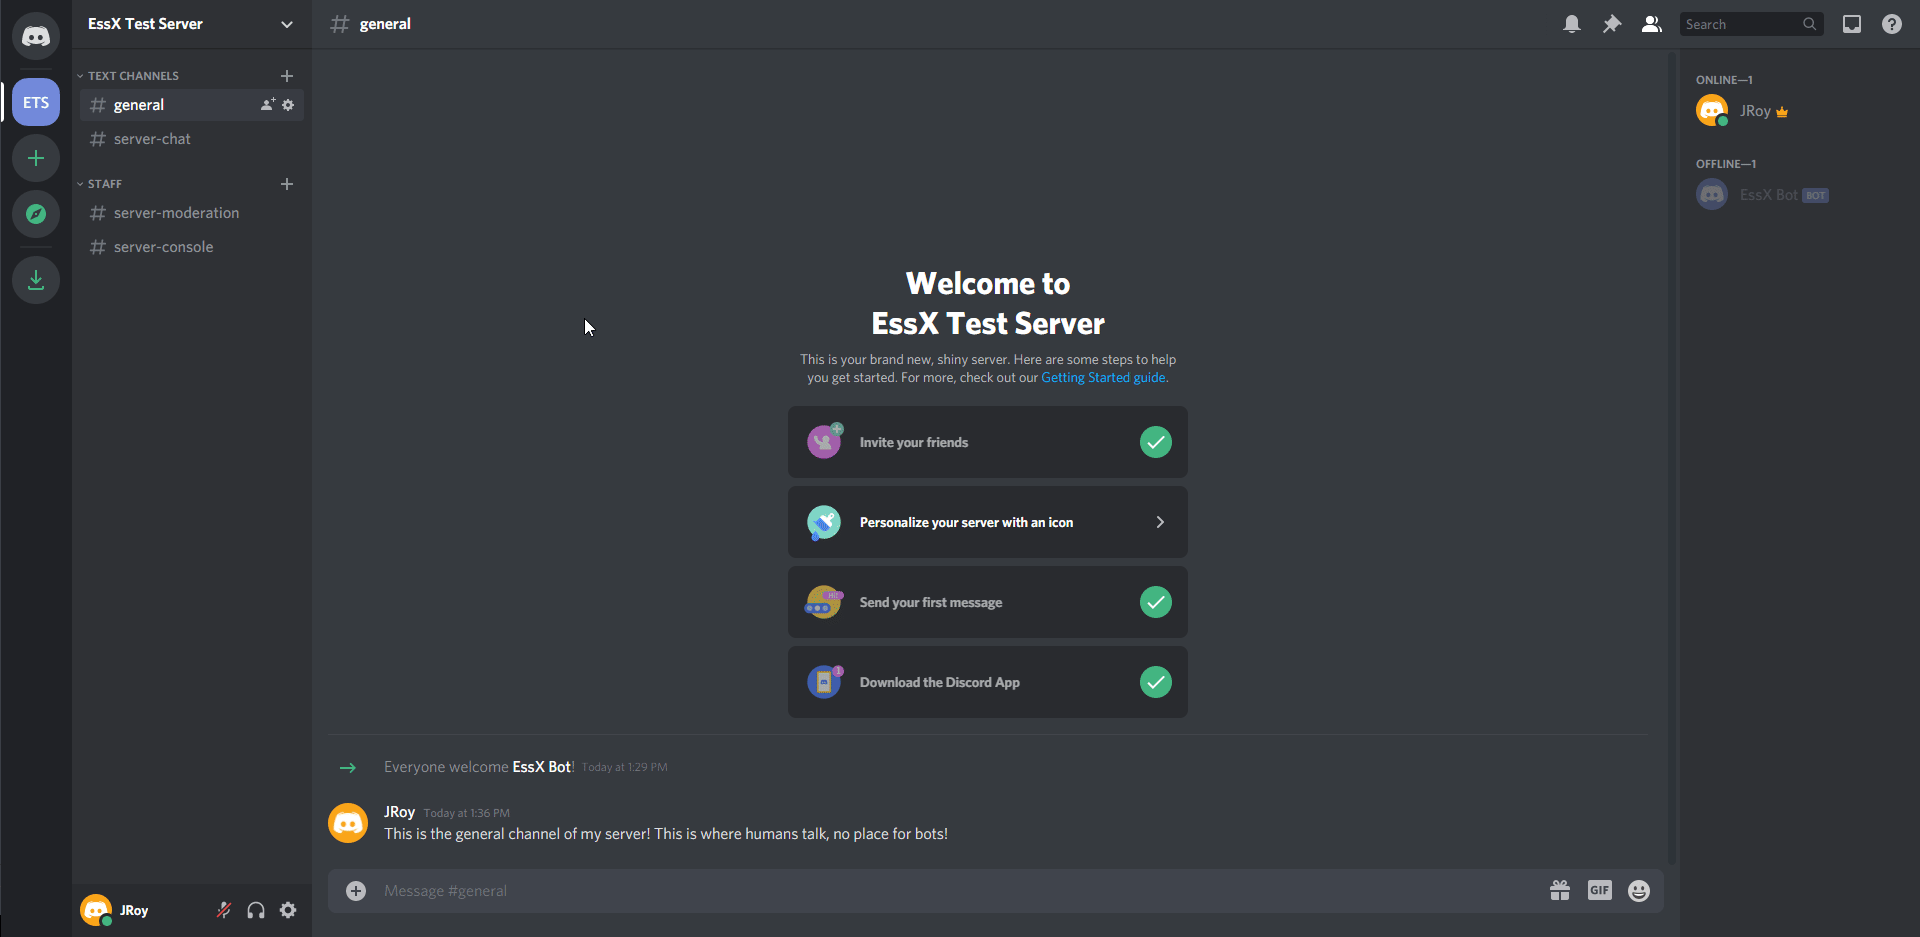 EssX Test Server
general
Search
ETS
TEXT CHANNELS
general
server-chat
STAFF
server-moderation
server-console
Welcome to
EssX Test Server
This is your brand new, shiny server. Here are some steps to help
you get started. For more, check out our Getting Started guide.
Invite your friends
Personalize your server with an icon
HI!
Send your first message
1
Download the Discord App
Everyone welcome EssX Bot! Today at 1:29 PM
JRoy Today at 1:36 PM
This is the general channel of my server! This is where humans talk, no place for bots!
Message #general
GIF
JRoy
ONLINE—1
JRoy
OFFLINE—1
EssX Bot BOT